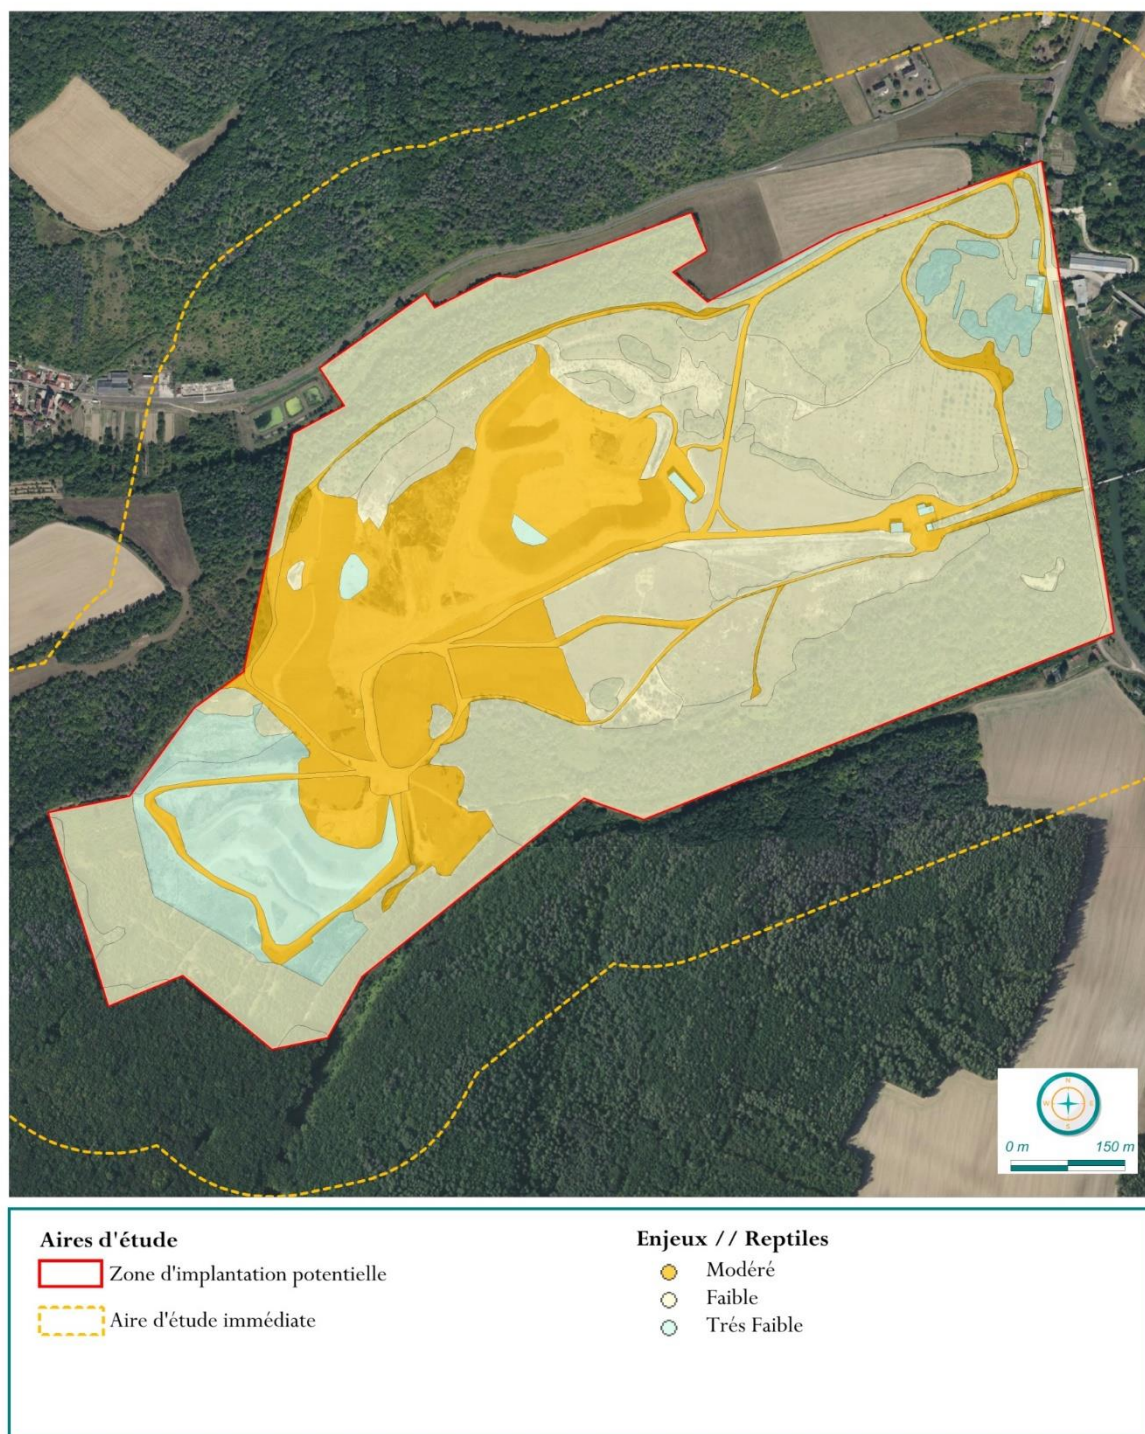 N
W
E
S
0 m
150 m
Aires d'étude
Zone d'implantation potentielle
Aire d'étude immédiate
Enjeux // Reptiles
Modéré
Faible
Trés Faible